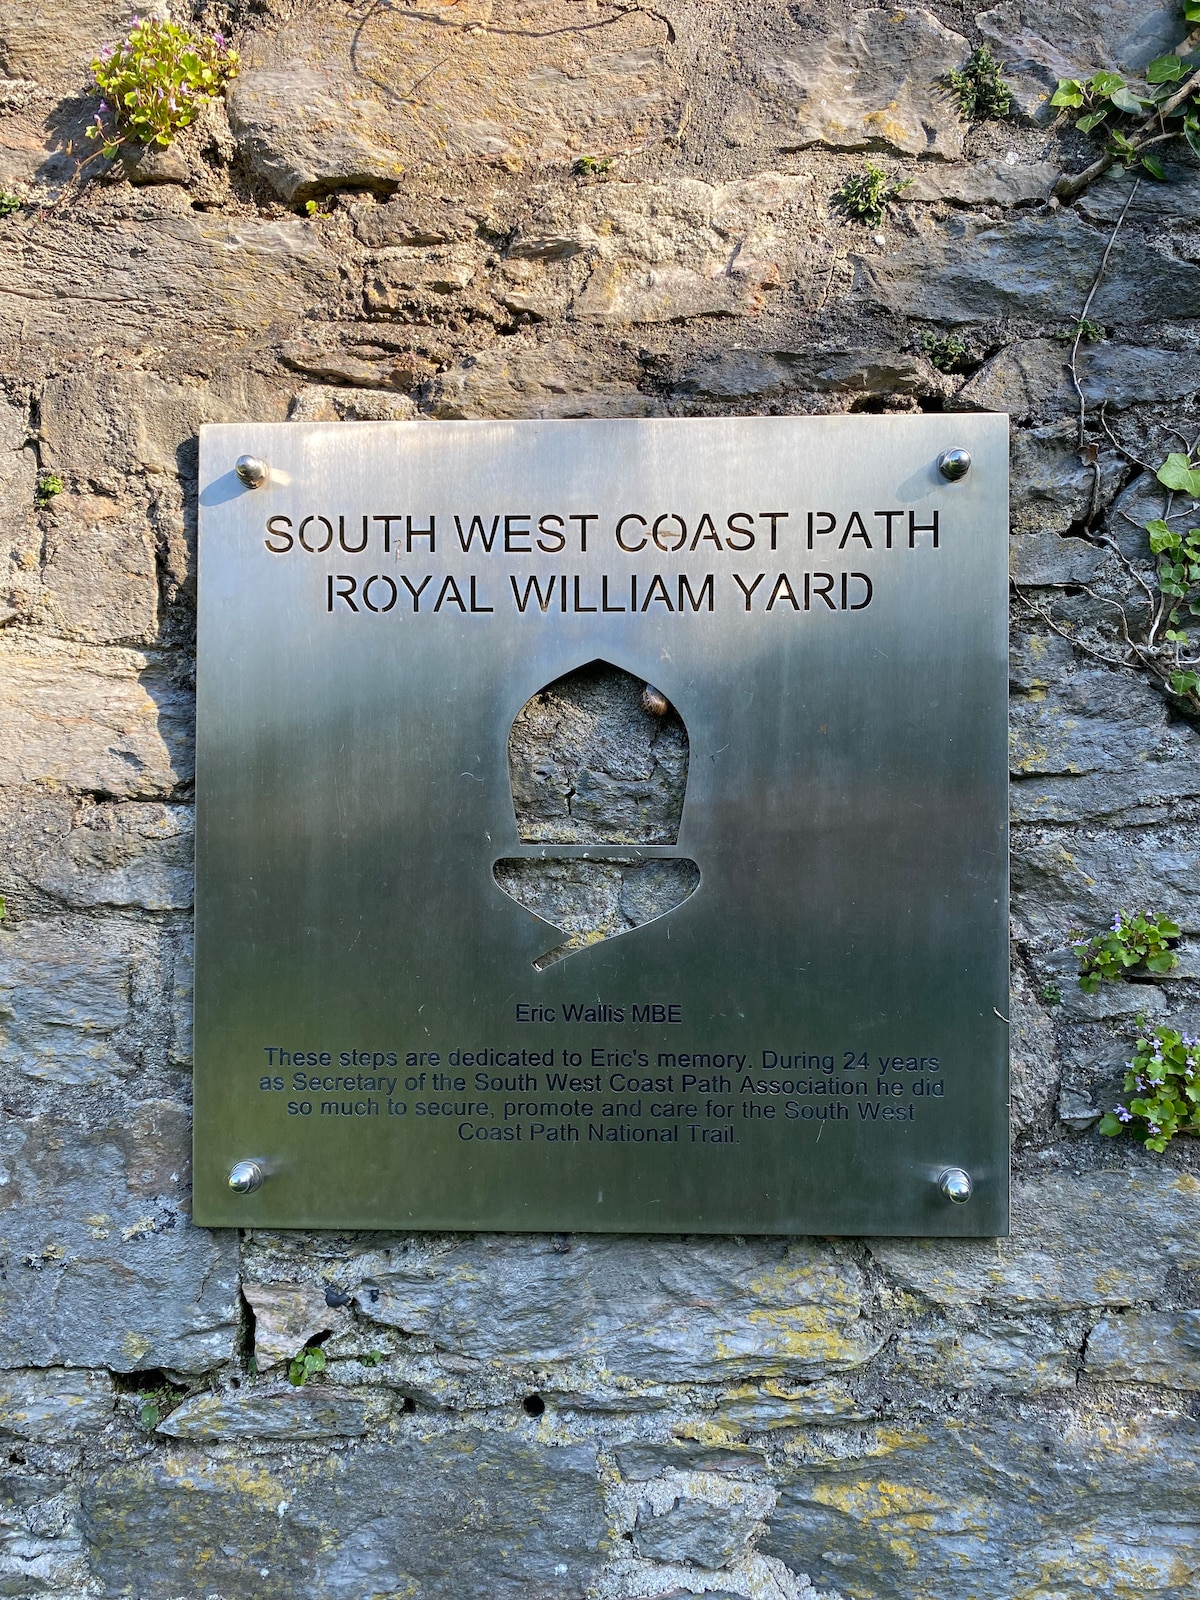 SOUTH WEST COAST PATH
ROYAL WILLIAM YARD
Eric Wallis MBE
These steps are dedicated to Eric's memory. During 24 years
as Secretary of the South West Coast Path Association he did
so much to secure, promote and care for the South West
Coast Path National Trail.